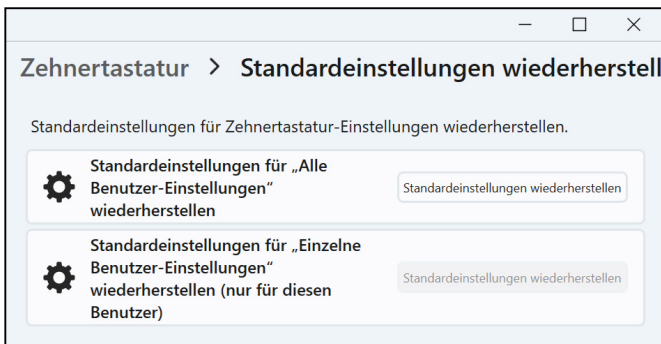 Zehnertastatur > Standardeinstellungen wiederherstell
Standardeinstellungen für Zehnertastatur-Einstellungen wiederherstellen.
Standardeinstellungen für „Alle
Benutzer-Einstellungen“
wiederherstellen
Standardeinstellungen wiederherstellen
Standardeinstellungen für „Einzelne
Benutzer-Einstellungen“
wiederherstellen (nur für diesen
Benutzer)
Standardeinstellungen wiederherstellen